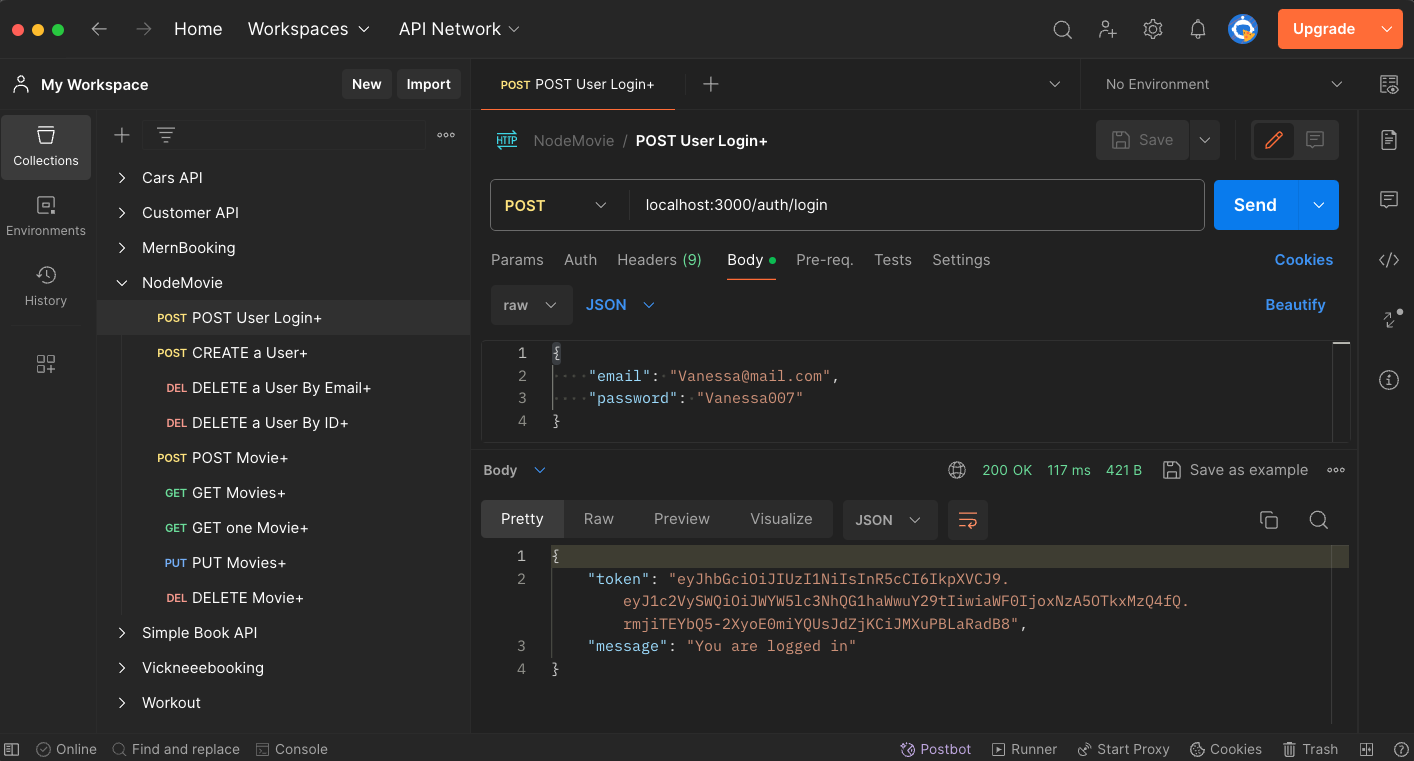 Home Workspaces API Network Upgrade
My Workspace New Import
POST POST User Login+ No Environment
Collections
Environments
History
Cars API
Customer API
MernBooking
NodeMovie
POST POST User Login+
POST CREATE a User+
DEL DELETE a User By Email+
DEL DELETE a User By ID+
POST POST Movie+
GET GET Movies+
GET GET one Movie+
PUT PUT Movies+
DEL DELETE Movie+
Simple Book API
Vickneeebooking
Workout
HTTP NodeMovie / POST User Login+ Save
POST localhost:3000/auth/login Send
Params Auth Headers (9) Body Pre-req. Tests Settings Cookies
raw JSON Beautify
1 {
2 "email": "Vanessa@mail.com",
3 "password": "Vanessa007"
4 }
Body 200 OK 117 ms 421 B Save as example
Pretty Raw Preview Visualize JSON
1 {
2 "token": "eyJhbGciOiJIUzI1NiIsInR5cCI6IkpXVCJ9.
eyJ1c2VySWQiOiJWYW5lc3NhQG1haWwuY29tIiwiaWF0IjoxNzA5OTkxMzQ4fQ.
rmjiTEYbQ5-2XyoE0miYQUsJdZjKCiJMXuPBLaRadB8",
3 "message": "You are logged in"
4 }
Online Find and replace Console Postbot Runner Start Proxy Cookies Trash